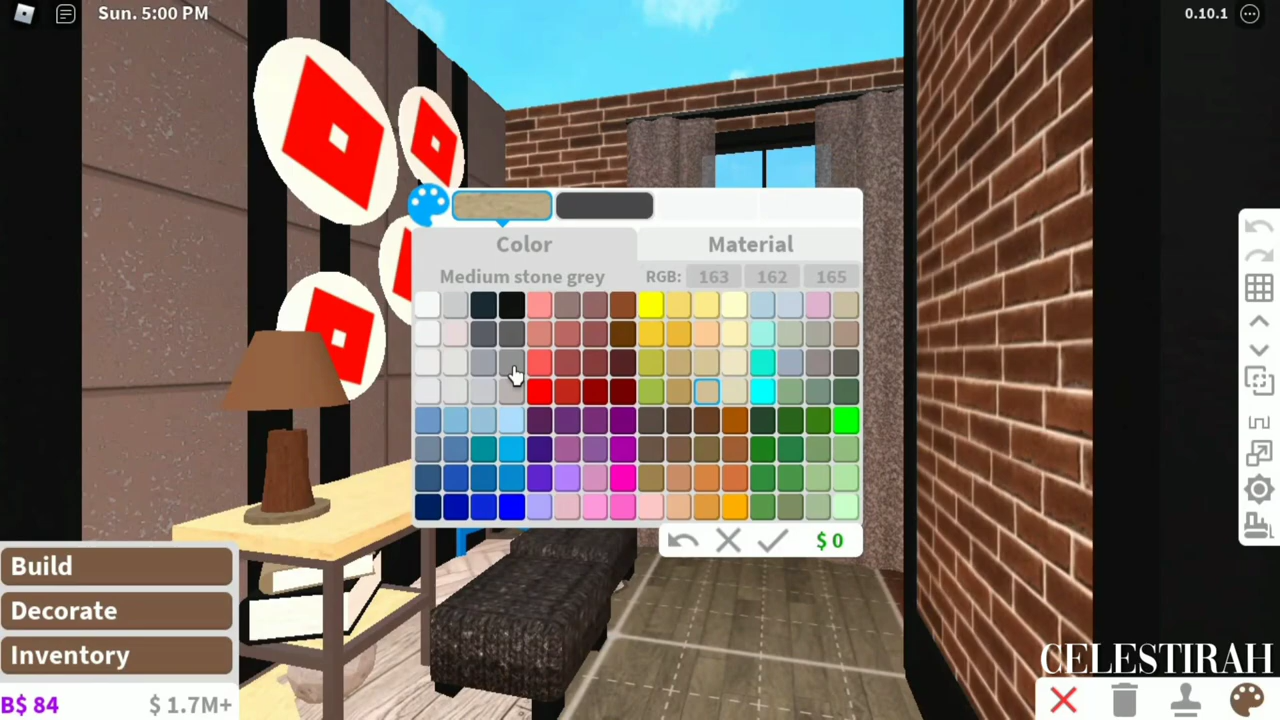 Sun. 5:00 PM
0.10.1
Color
Material
Medium stone grey
RGB: 163 162 165
$ 0
Build
Decorate
Inventory
B$ 84
$ 1.7M+
CELESTIRAH